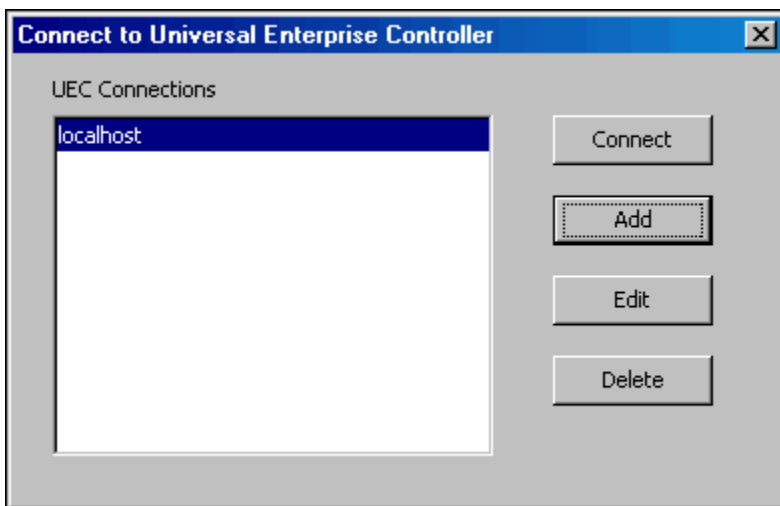 Connect to Universal Enterprise Controller
UEC Connections
localhost
Connect
Add
Edit
Delete